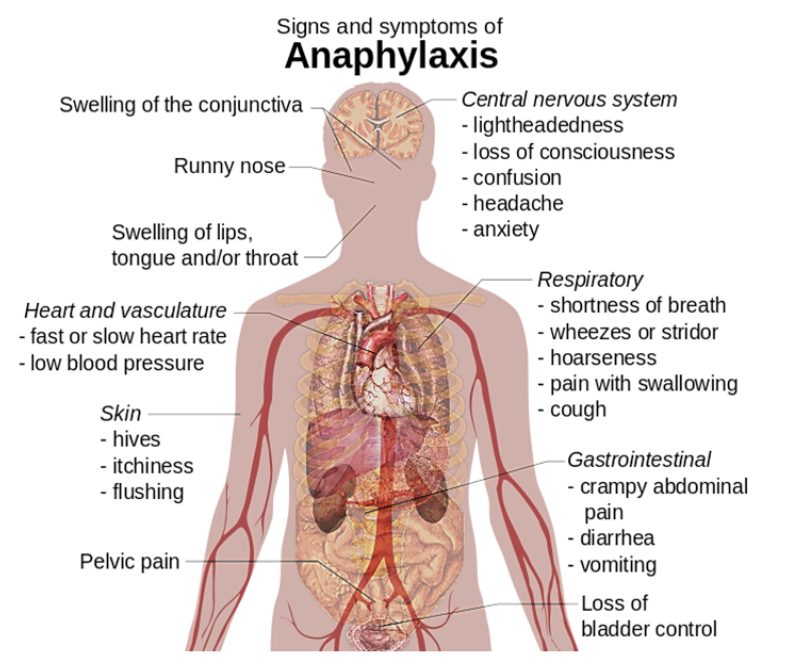 Signs and symptoms of
Anaphylaxis
Swelling of the conjunctiva
Runny nose
Swelling of lips,
tongue and/or throat
Heart and vasculature
- fast or slow heart rate
- low blood pressure
Skin
- hives
- itchiness
- flushing
Pelvic pain
Central nervous system
- lightheadedness
- loss of consciousness
- confusion
- headache
- anxiety
Respiratory
- shortness of breath
- wheezes or stridor
- hoarseness
- pain with swallowing
- cough
Gastrointestinal
- crampy abdominal
pain
- diarrhea
- vomiting
Loss of
bladder control